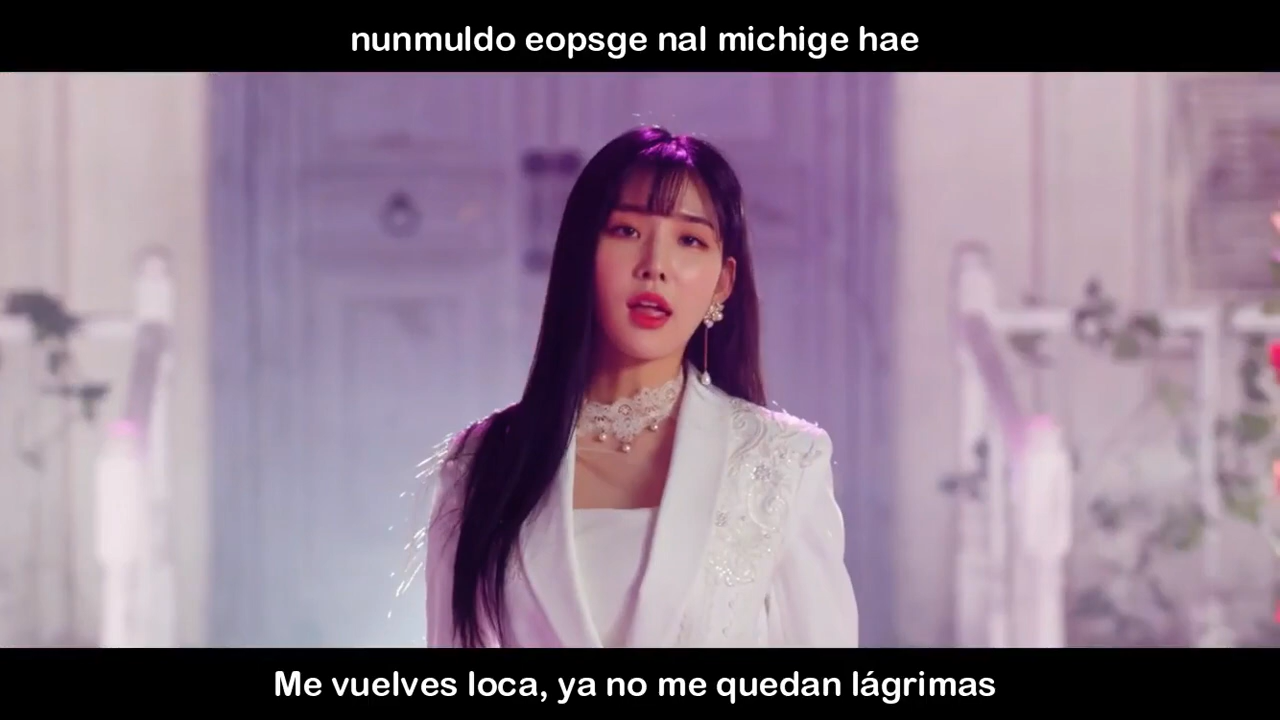 nunmuldo eopsge nal michige hae
Me vuelves loca, ya no me quedan lágrimas